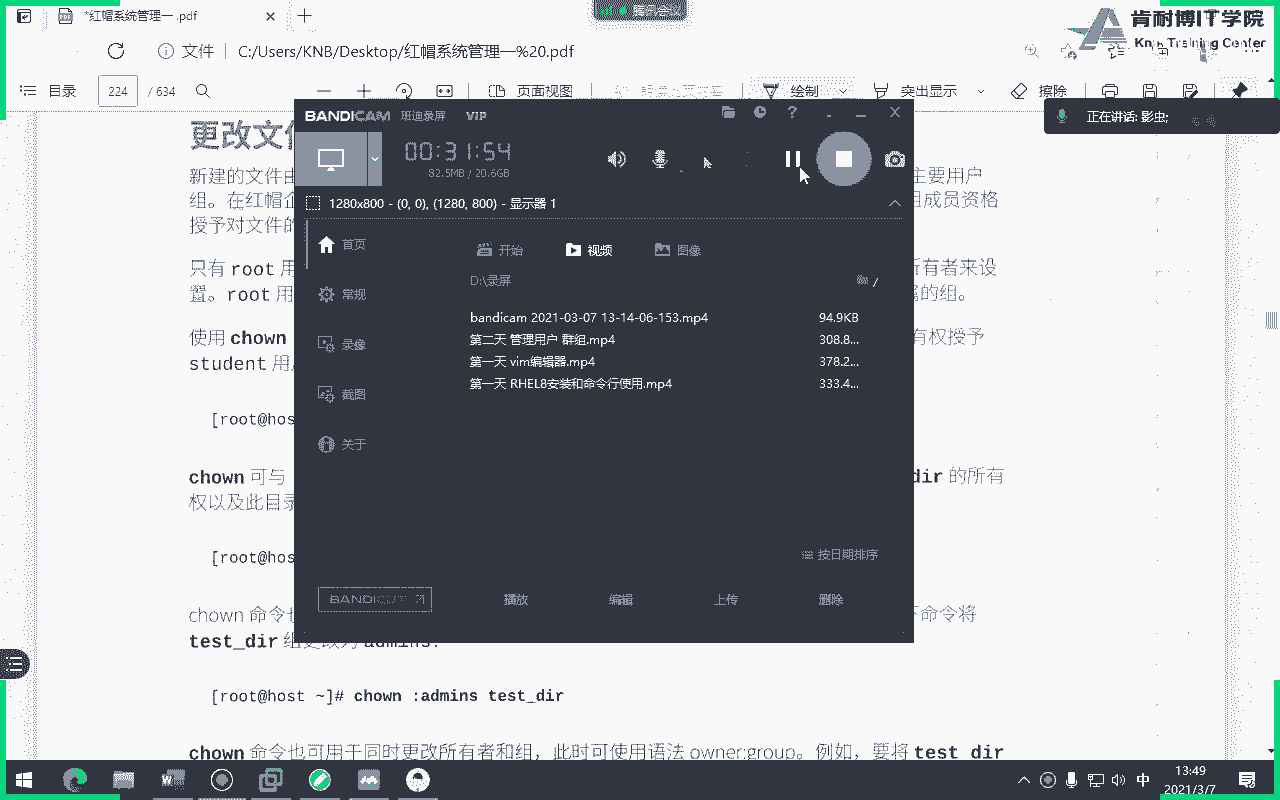 *红帽系统管理一 .pdf
腾讯会议
肯耐博IT学院
KNB Training Center
文件 C:/Users/KNB/Desktop/红帽系统管理一%20.pdf
目录 224 / 634 页面视图 绘制 突出显示 擦除
正在讲话: 影虫;
更改文件
BANDICAM 班迪录屏 VIP
00:31:54
82.5MB / 20.6GB
1280x800 - (0, 0), (1280, 800) - 显示器 1
首页
常规
录像
截图
关于
开始 视频 图像
D:\录屏
bandicam 2021-03-07 13-14-06-153.mp4 94.9KB
第二天 管理用户 群组.mp4 308.8...
第一天 vim编辑器.mp4 378.2...
第一天 RHEL8安装和命令行使用.mp4 333.4...
按日期排序
BANDICUT 播放 编辑 上传 删除
新建的文件由 主要用户
组。在红帽企 组成员资格
授予对文件的
只有 root 用 所有者来设
置。root 用 属的组。
使用 chown 有权授予
student 用
[root@hos
chown 可与 dir 的所有
权以及此目录
[root@hos
chown 命令也 下命令将
test_dir 组更改为 admins:
[root@host ~]# chown :admins test_dir
chown 命令也可用于同时更改所有者和组，此时可使用语法 owner:group。例如，要将 test_dir
中 13:49
2021/3/7